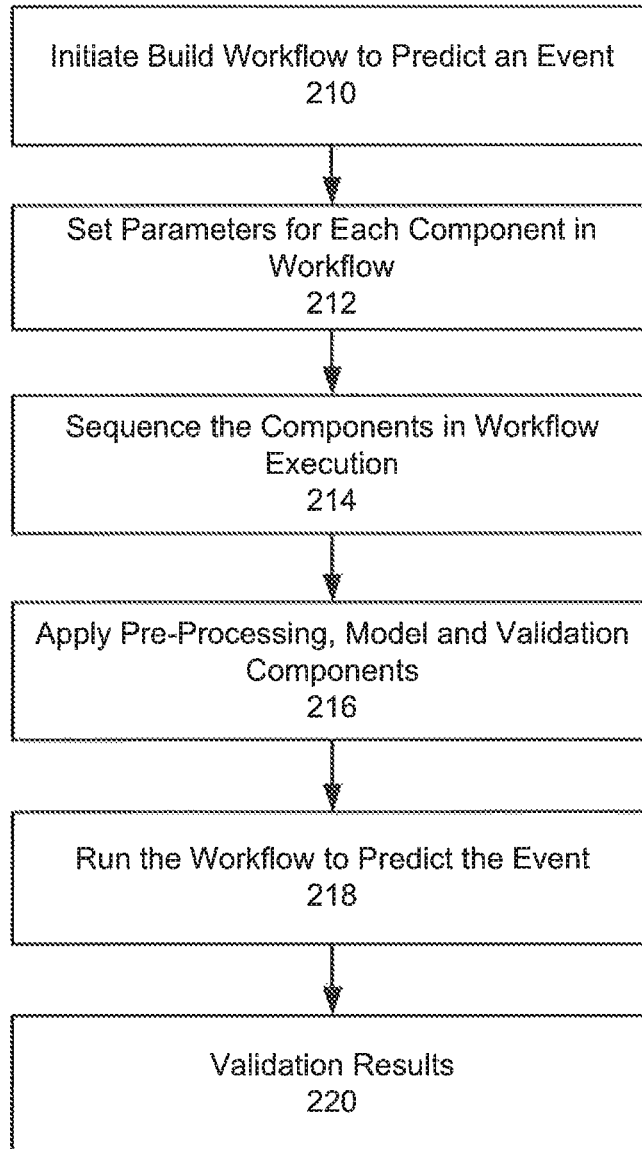 Initiate Build Workflow to Predict an Event
210
Set Parameters for Each Component in
Workflow
212
Sequence the Components in Workflow
Execution
214
Apply Pre-Processing, Model and Validation
Components
216
Run the Workflow to Predict the Event
218
Validation Results
220